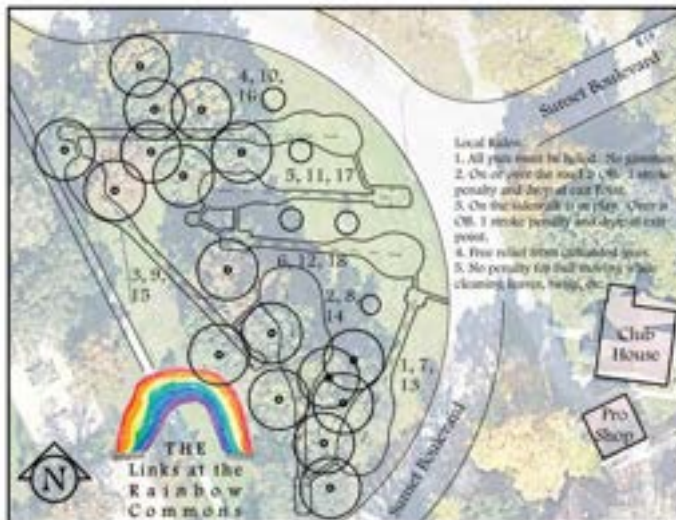 4, 10,
16
Sunset Boulevard
Local Rules:
1. All putts must be holed. No gimmies
2. On or over the road is OB. 1 stroke
penalty and drop at exit point.
3. On the sidewalk is in play. Over is
OB. 1 stroke penalty and drop at exit
point.
4. Free relief from
5. No penalty for ball moving while
cleaning leaves, twigs, etc.
5, 11, 17
3, 9,
15
6, 12, 18
2, 8,
14
1, 7,
13
Club
House
Pro
Shop
Sunset Boulevard
N
THE
Links at the
Rainbow
Commons